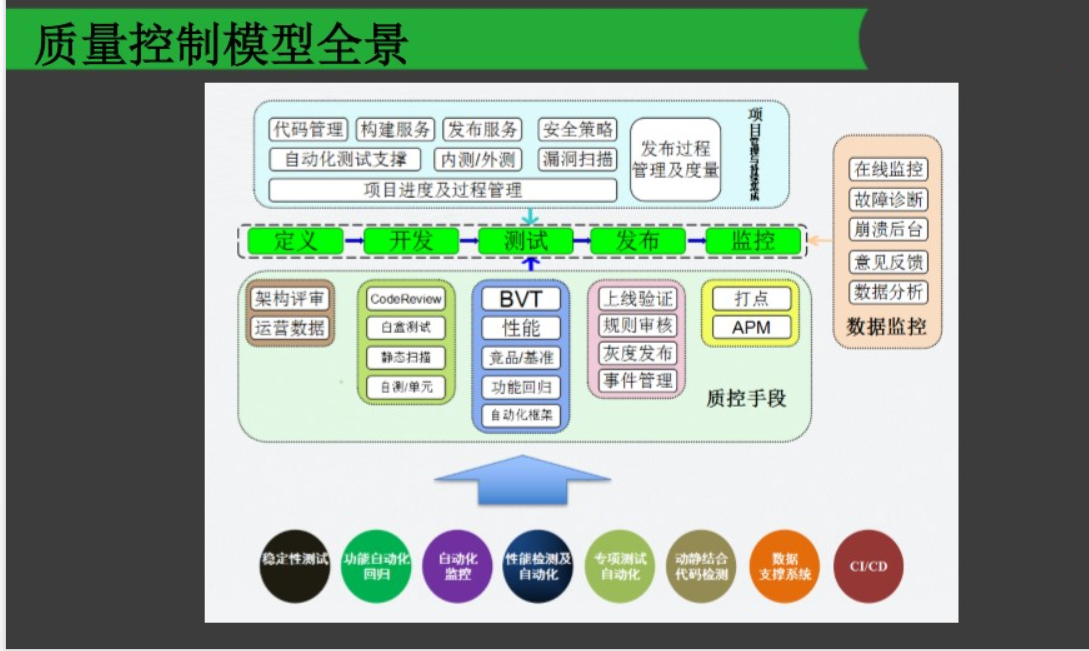 质量控制模型全景
代码管理
构建服务
发布服务
安全策略
自动化测试支撑
内测/外测
漏洞扫描
项目进度及过程管理
发布过程
管理及度量
在线监控
故障诊断
崩溃后台
意见反馈
数据分析
数据监控
定义
开发
测试
发布
监控
架构评审
运营数据
CodeReview
白盒测试
静态扫描
自测/单元
BVT
性能
竞品/基准
功能回归
自动化框架
上线验证
规则审核
灰度发布
事件管理
打点
APM
质控手段
稳定性测试
功能自动化
回归
自动化
监控
性能检测及
自动化
专项测试
自动化
动静结合
代码检测
数据
支撑系统
CI/CD